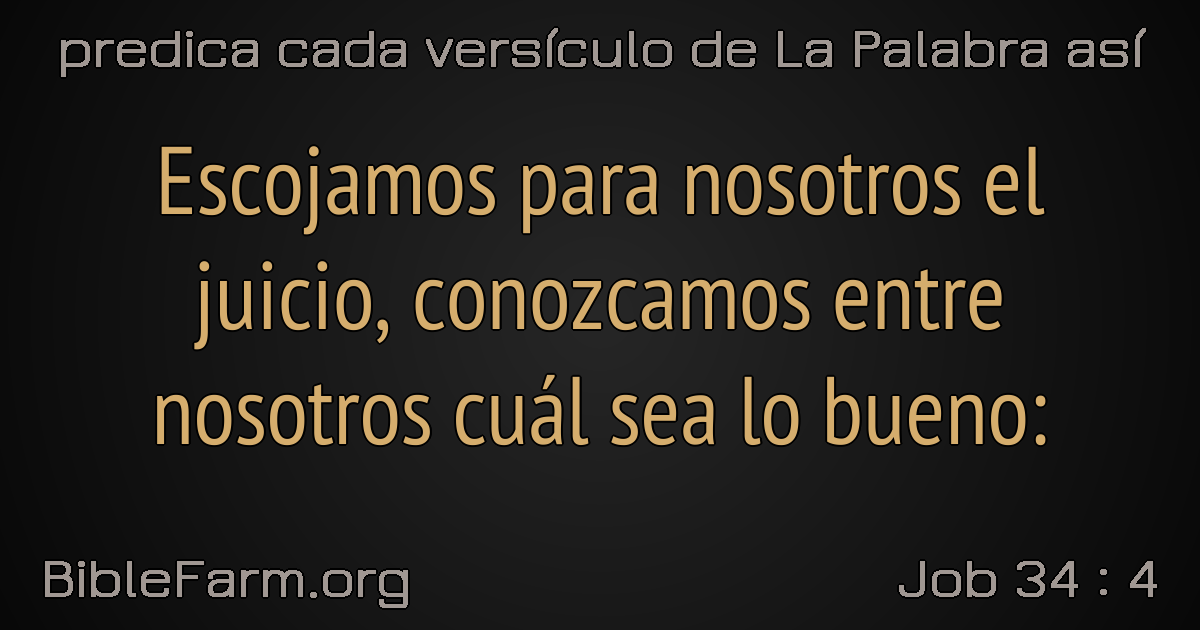 predica cada versículo de La Palabra así
Escojamos para nosotros el
juicio, conozcamos entre
nosotros cuál sea lo bueno:
BibleFarm.org
Job 34 : 4